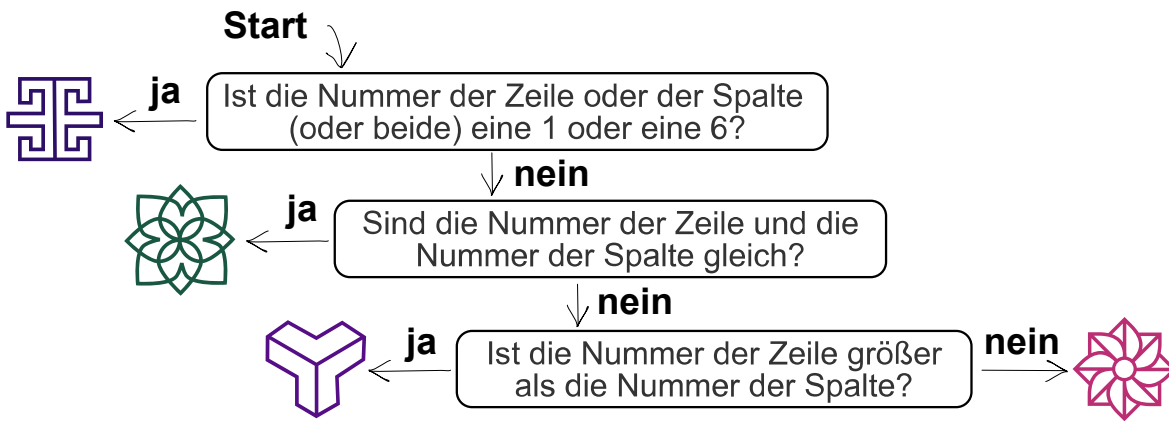 Start
ja
Ist die Nummer der Zeile oder der Spalte
(oder beide) eine 1 oder eine 6?
nein
ja
Sind die Nummer der Zeile und die
Nummer der Spalte gleich?
nein
ja
Ist die Nummer der Zeile größer
als die Nummer der Spalte?
nein